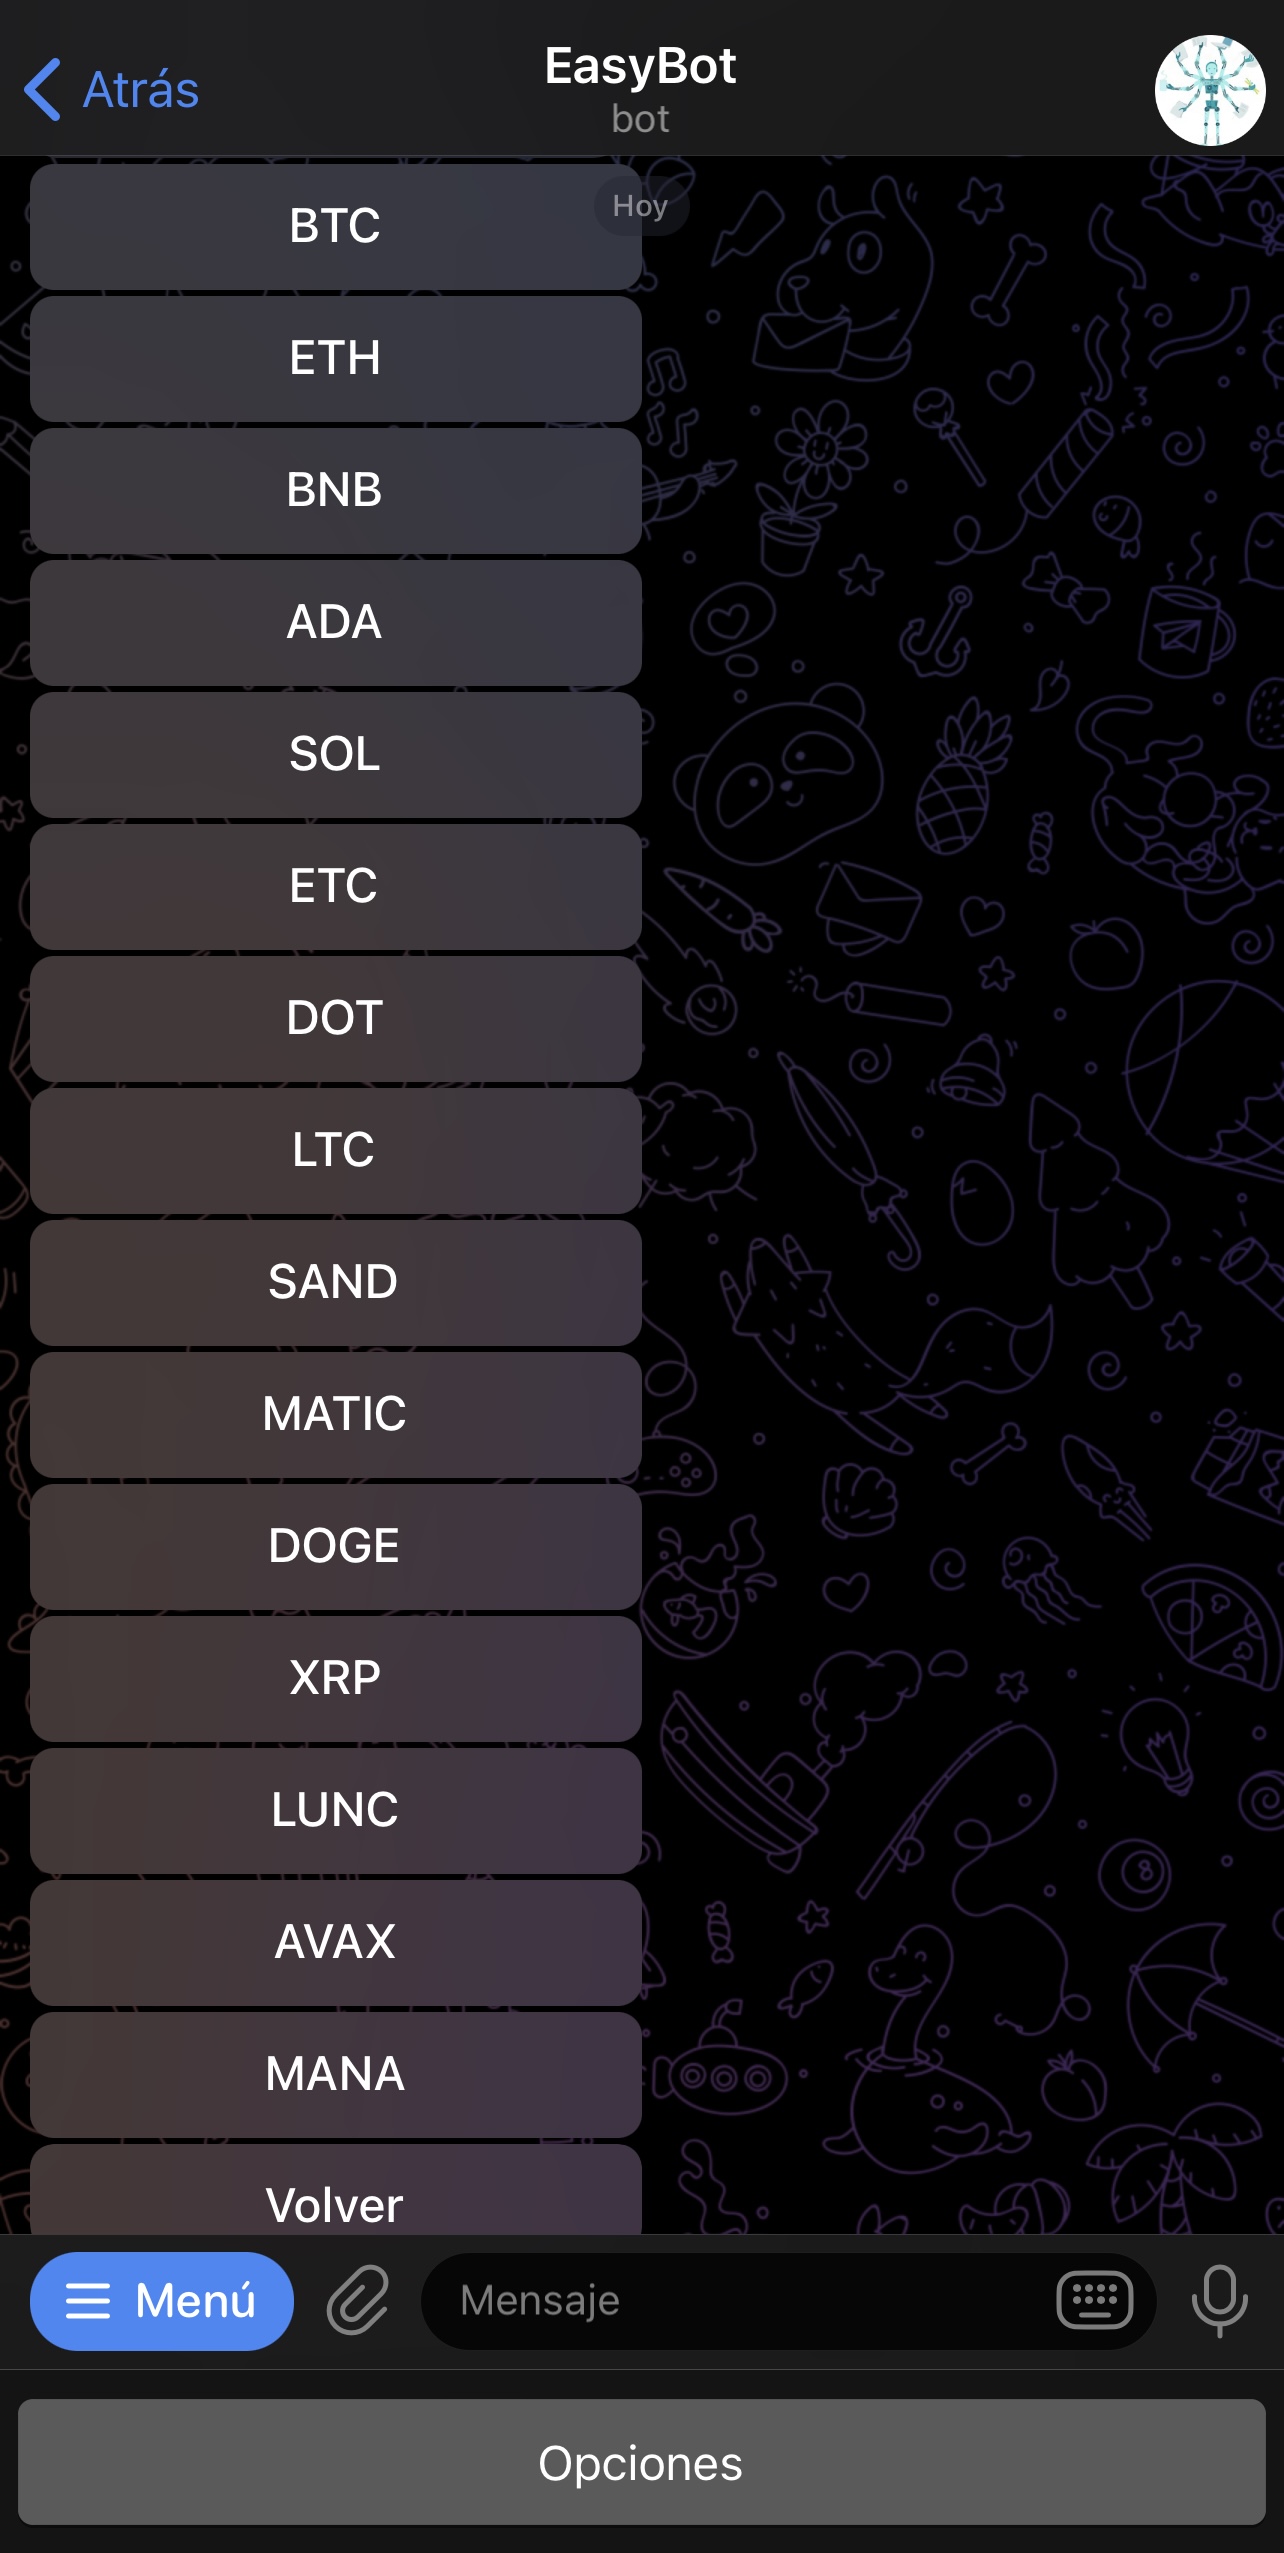 Atrás
EasyBot
bot
Hoy
BTC
ETH
BNB
ADA
SOL
ETC
DOT
LTC
SAND
MATIC
DOGE
XRP
LUNC
AVAX
MANA
Volver
Menú
Mensaje
Opciones